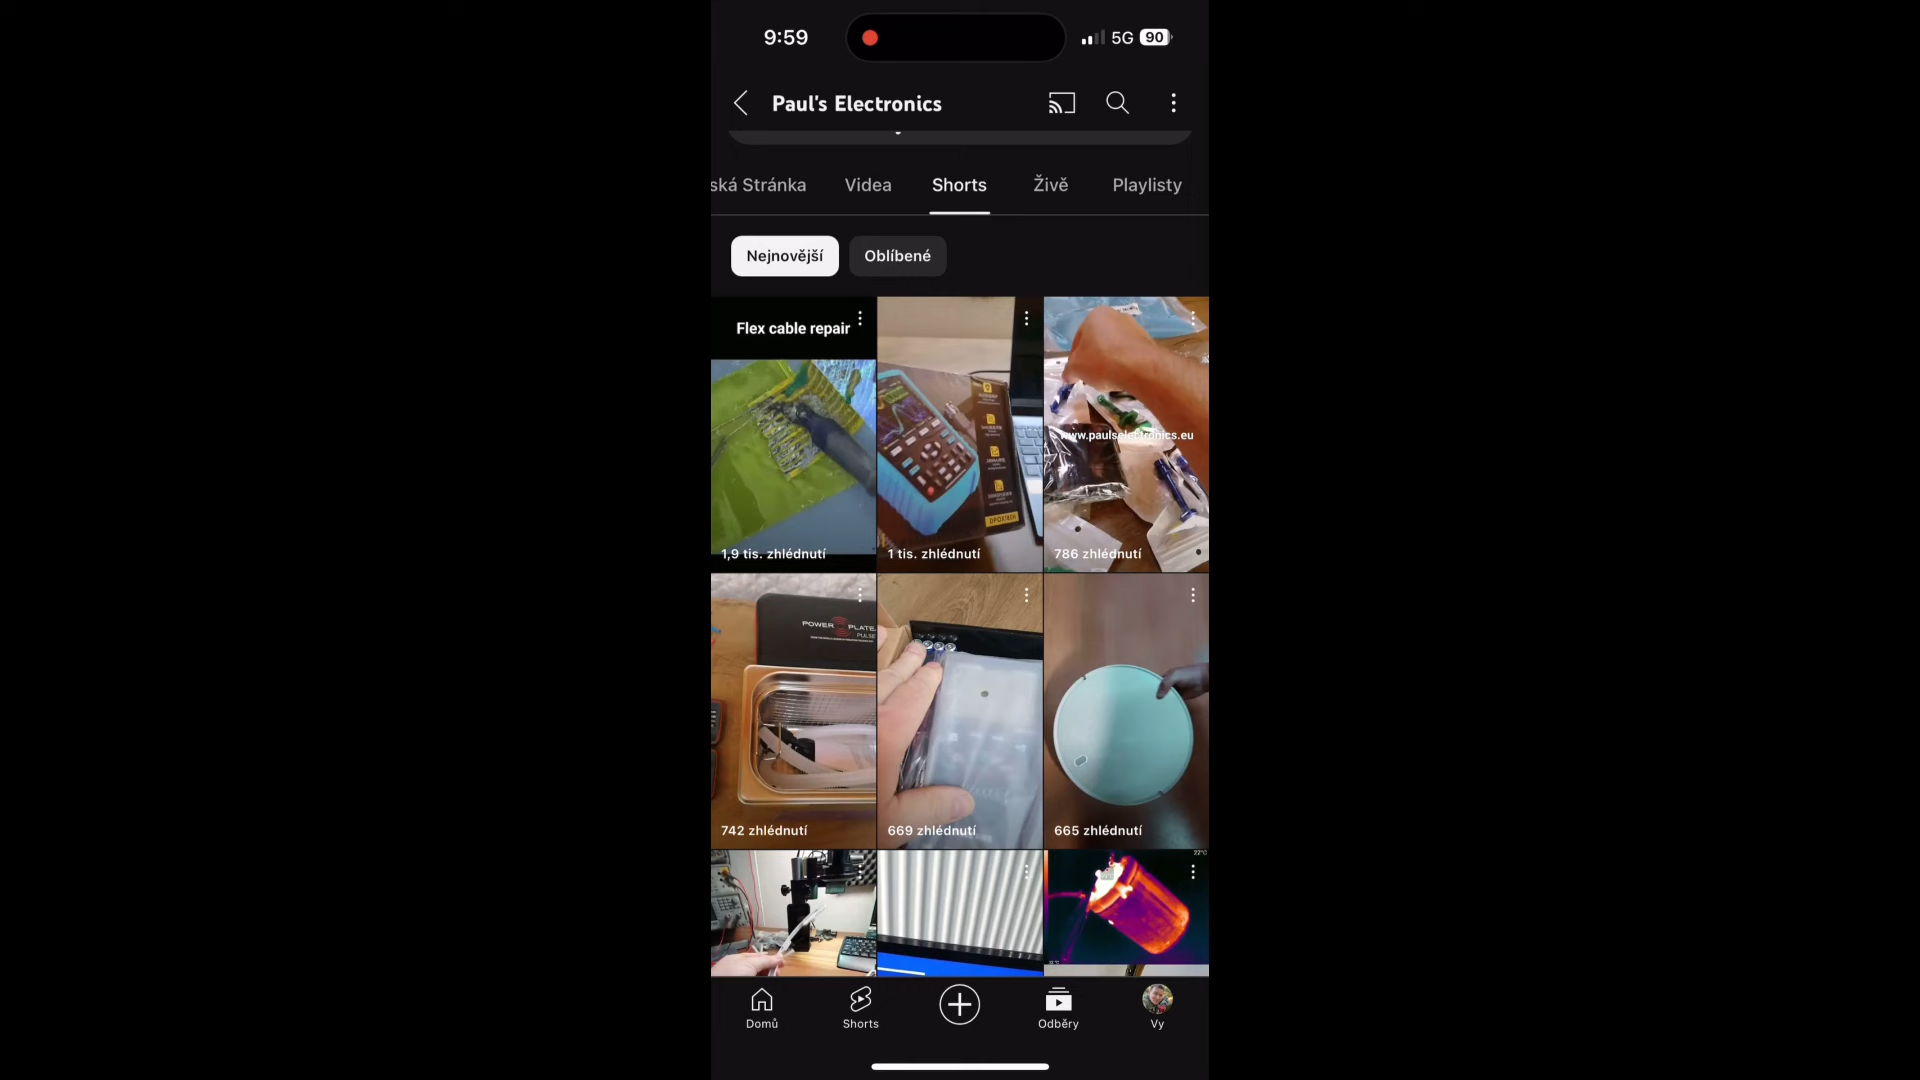 9:59
5G 90
Paul's Electronics
ská Stránka Videa Shorts Živě Playlisty
Nejnovější Oblíbené
Flex cable repair
www.paulselectronics.eu
1,9 tis. zhlédnutí 1 tis. zhlédnutí 786 zhlédnutí
POWER PLATE
PULSE
742 zhlédnutí 669 zhlédnutí 665 zhlédnutí
22°C
Domů Shorts Odběry Vy